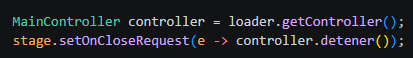 MainController controller = loader.getController();
stage.setOnCloseRequest(e -> controller.detener());